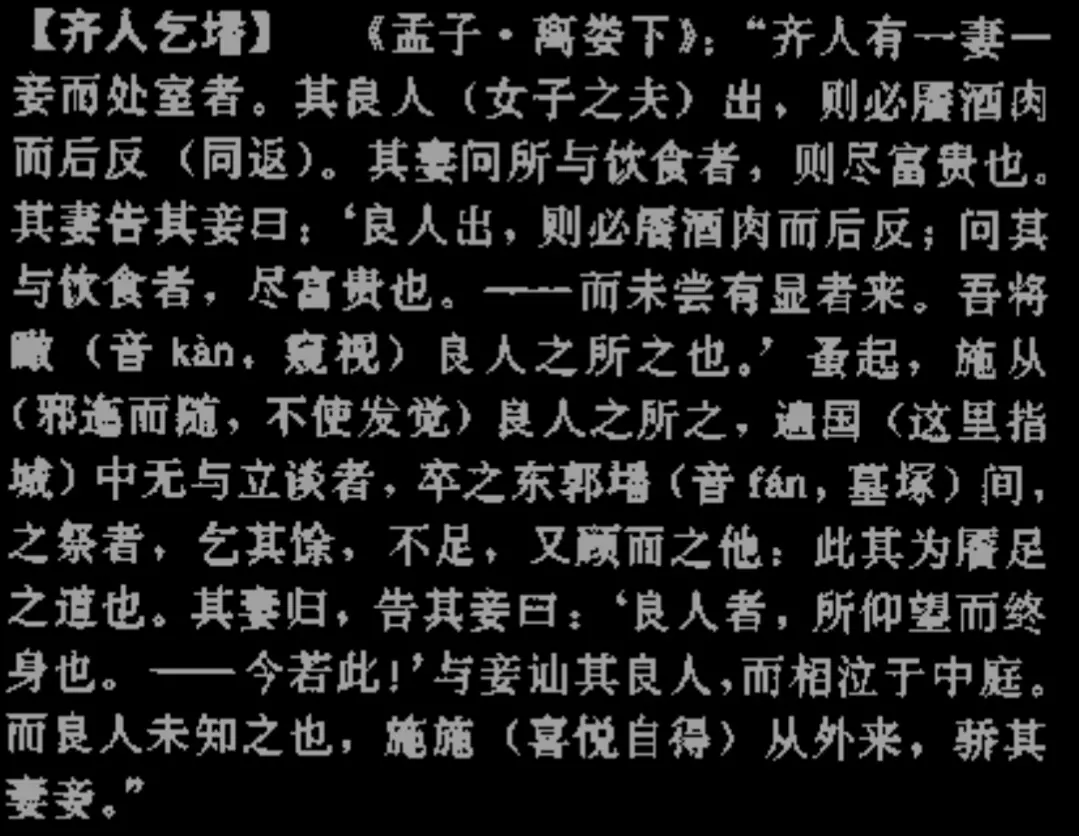 【齐人乞墦】 《孟子·离娄下》：“齐人有一妻一
妾而处室者。其良人（女子之夫）出，则必餍酒肉
而后反（同返）。其妻问所与饮食者，则尽富贵也。
其妻告其妾曰：‘良人出，则必餍酒肉而后反；问其
与饮食者，尽富贵也。——而未尝有显者来。吾将
瞰（音kàn，窥视）良人之所之也。’蚤起，施从
（邪迤而随，不使发觉）良人之所之，遍国（这里指
城）中无与立谈者，卒之东郭墦（音fán，墓塚）间，
之祭者，乞其馀，不足，又顾而之他：此其为餍足
之道也。其妻归，告其妾曰：‘良人者，所仰望而终
身也。——今若此！’与妾讪其良人，而相泣于中庭。
而良人未知之也，施施（喜悦自得）从外来，骄其
妻妾。”